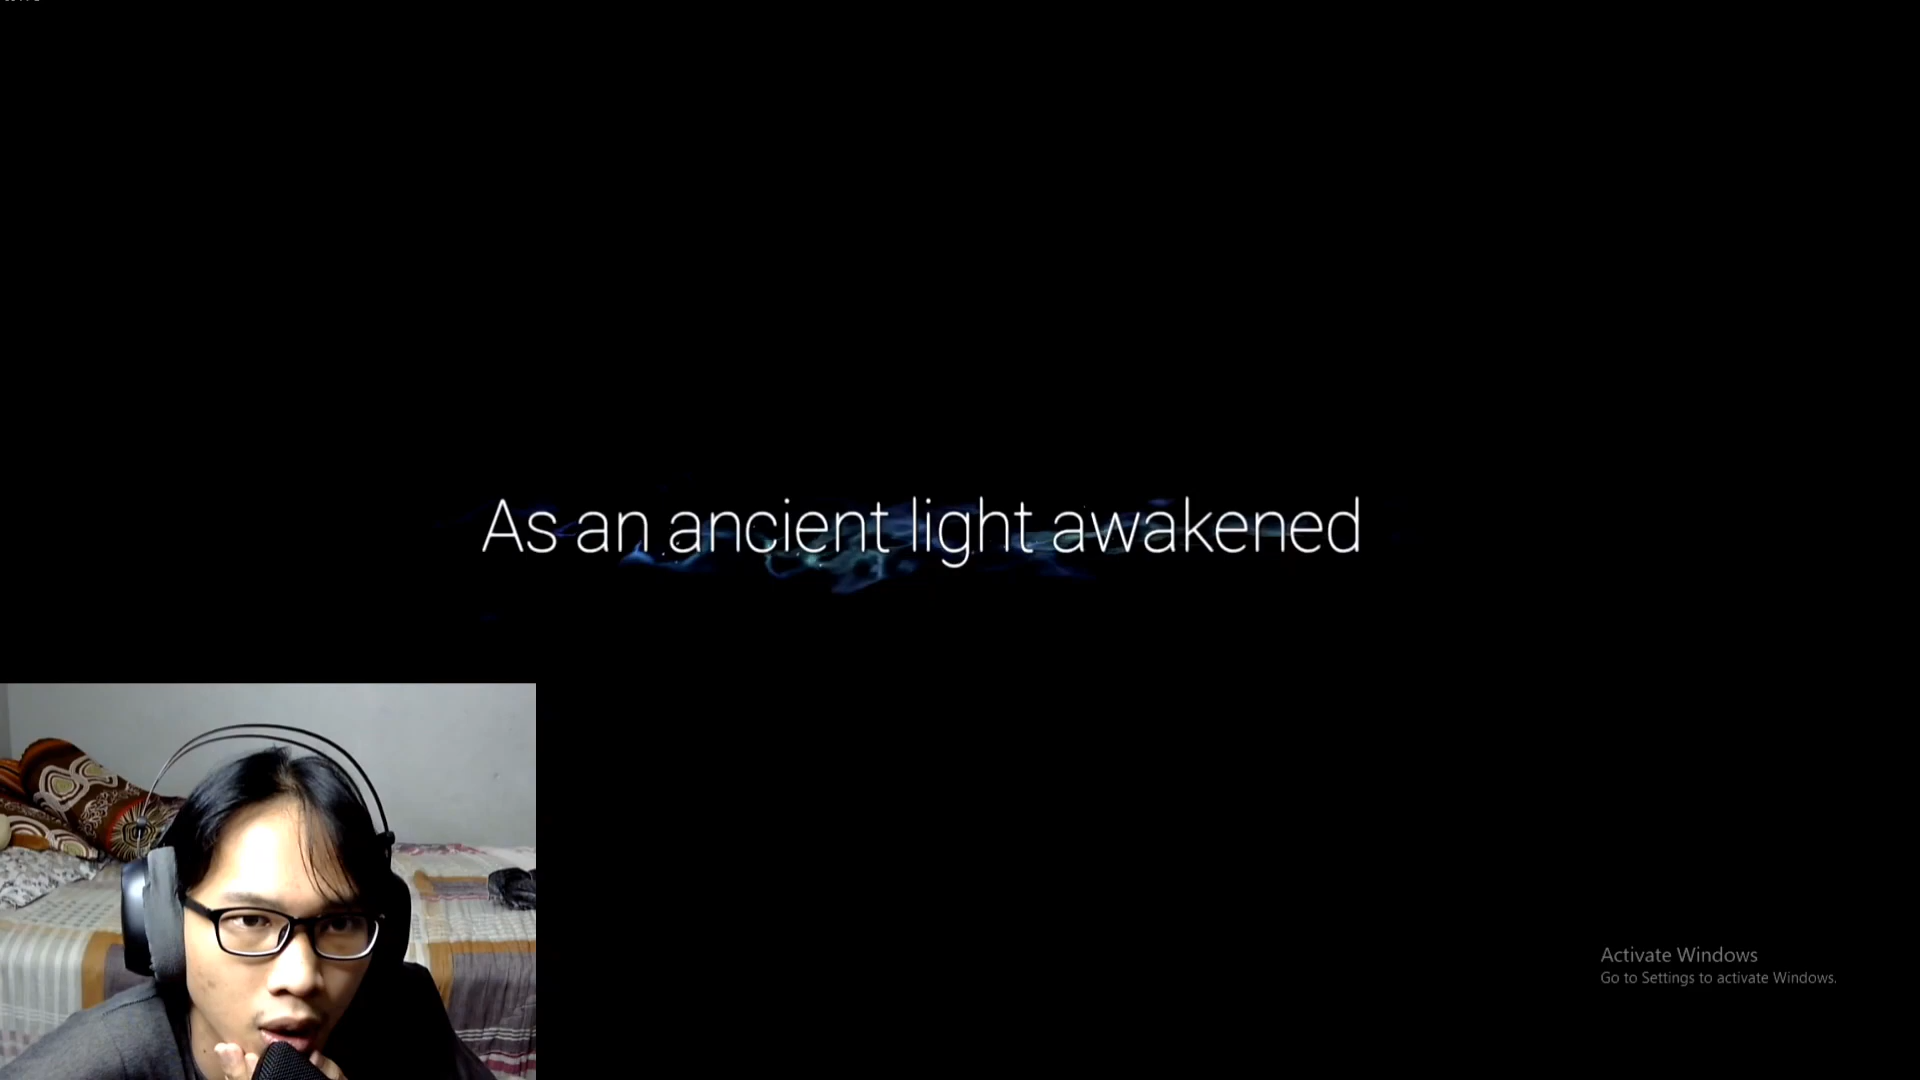 As an ancient light awakened
Activate Windows
Go to Settings to activate Windows.